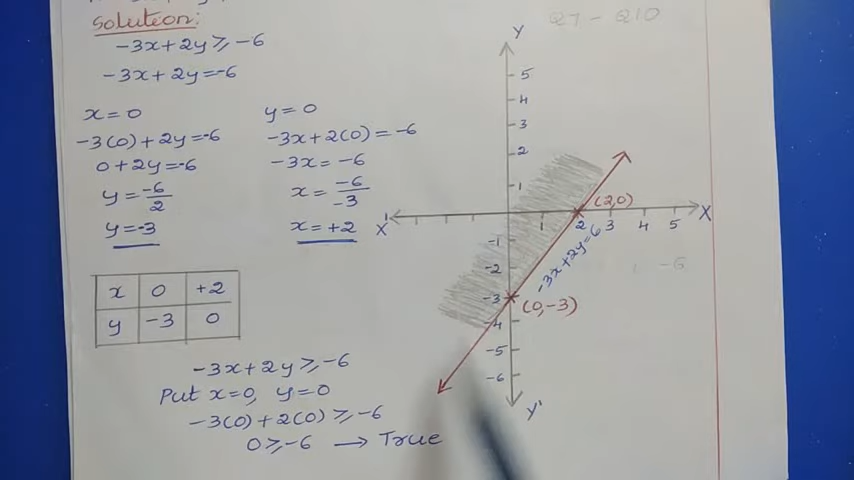 Solution:
-3x+2y≥-6
-3x+2y=-6
x=0
-3(0)+2y=-6
0+2y=-6
y=-6/2
y=-3
y=0
-3x+2(0)=-6
-3x=-6
x=-6/-3
x=+2
x 0 +2
y -3 0
-3x+2y≥-6
Put x=0, y=0
-3(0)+2(0)≥-6
0≥-6 → True
Q7 - Q10
Y
5
4
3
2
1
X' 1 2 3 4 5 X
(2,0)
-1
-2
-3
-4
-5
-6
(0,-3)
-3x+2y=6
Y'
-6